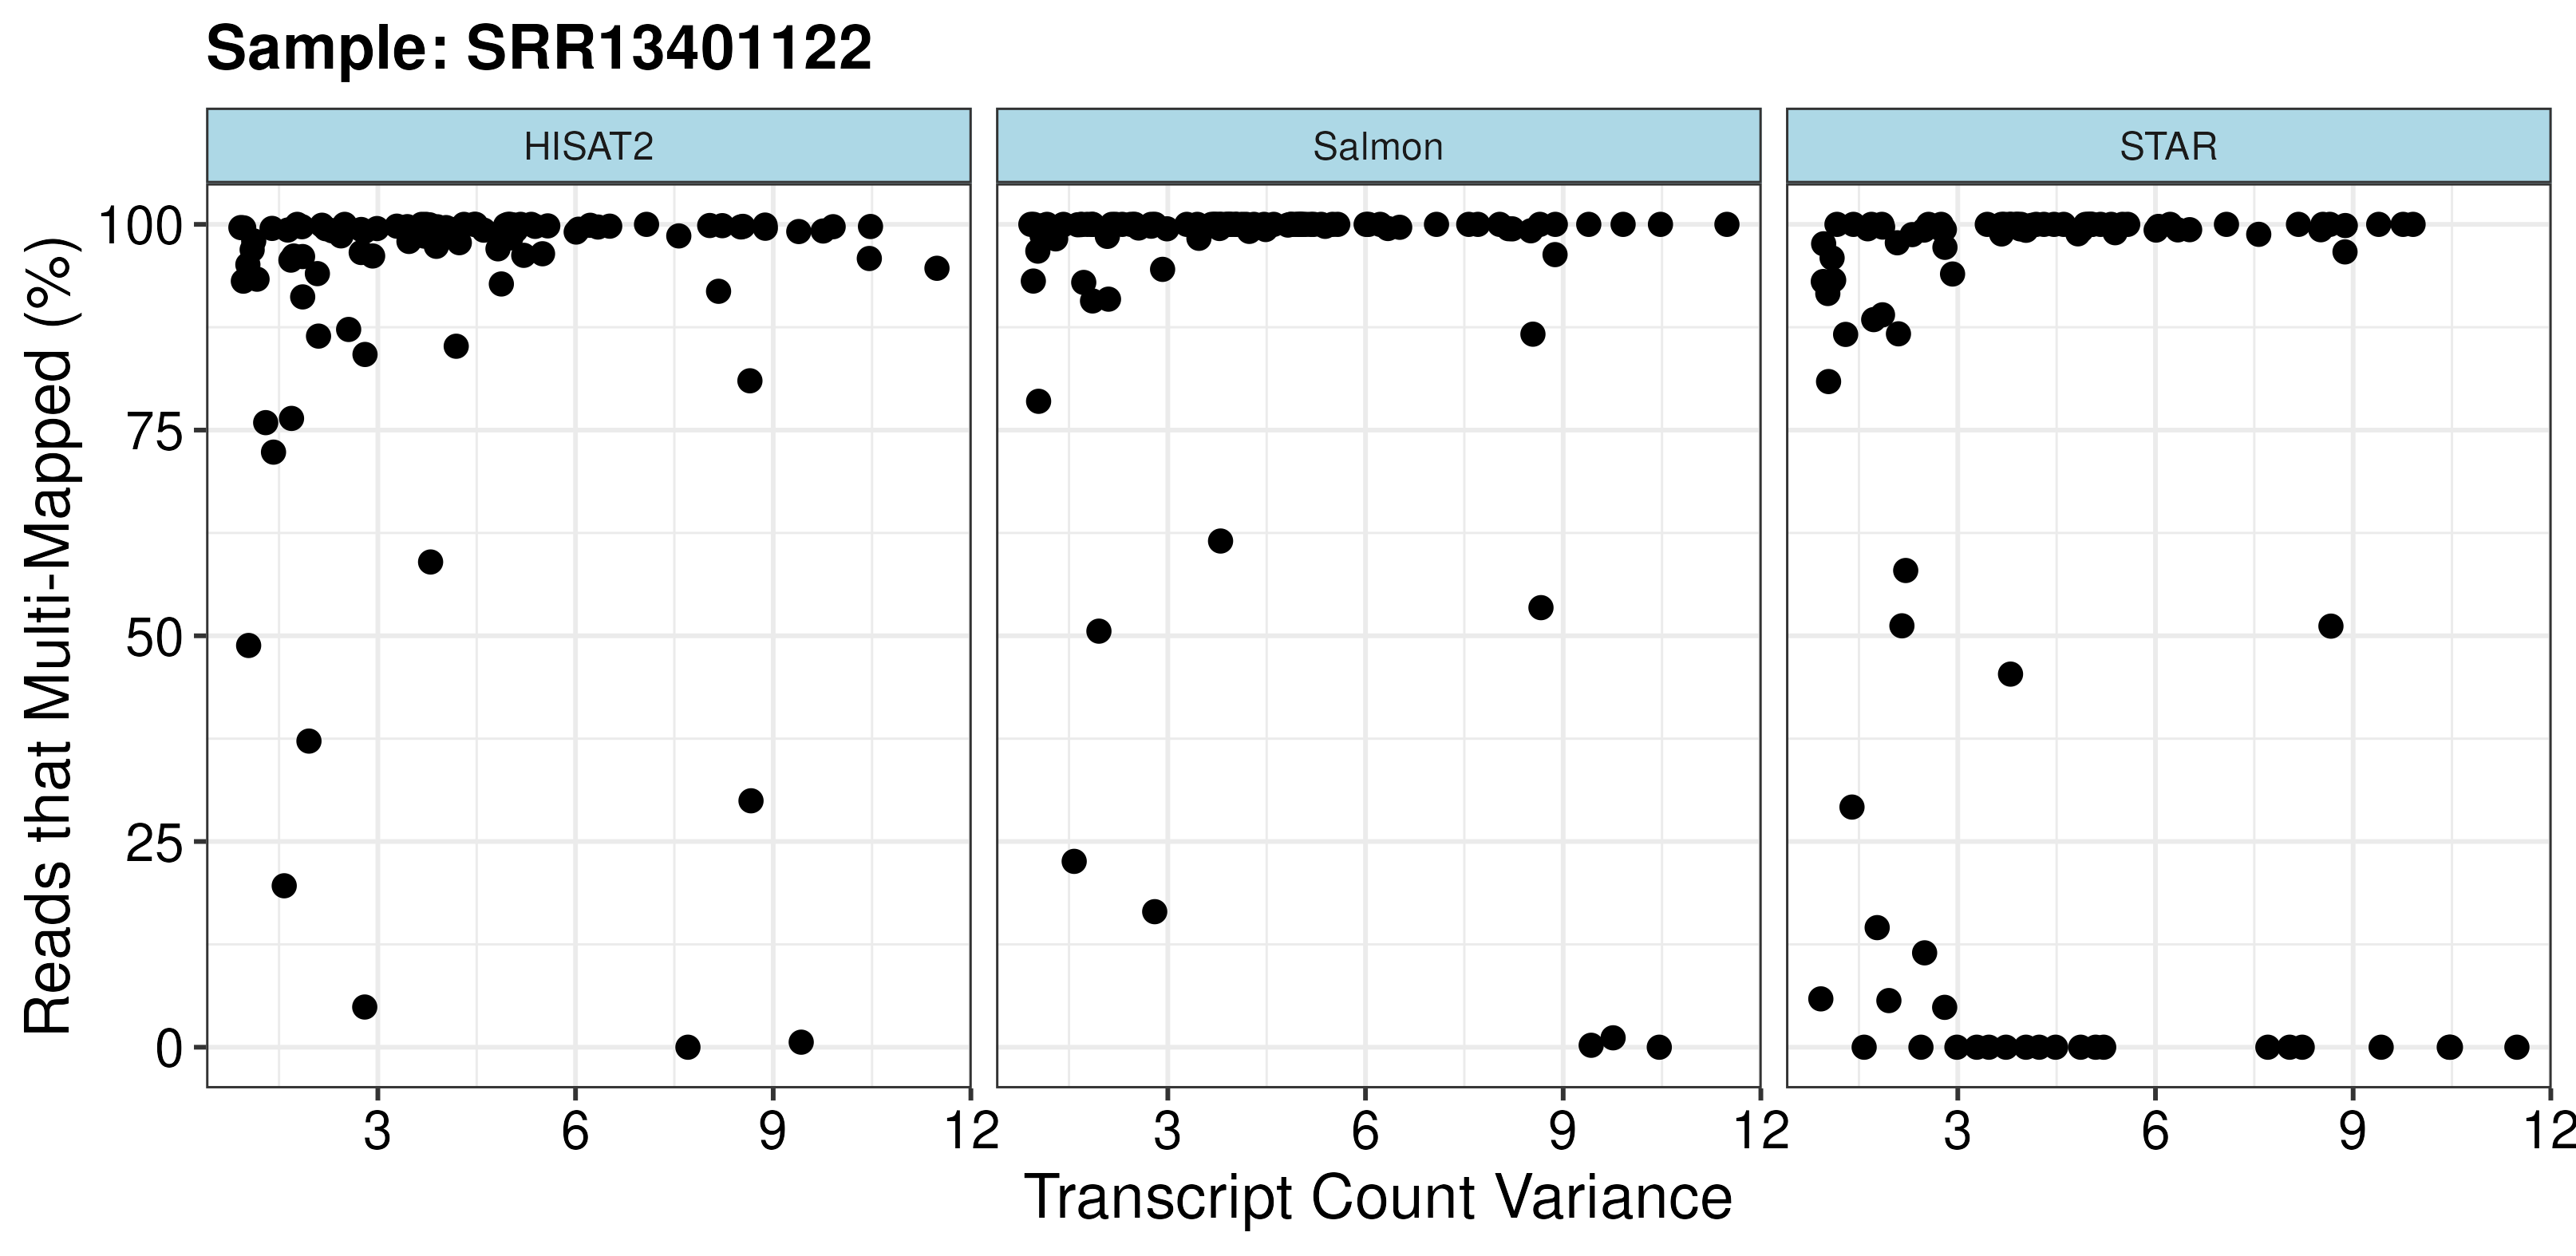 Sample: SRR13401122
HISAT2 Salmon STAR
Reads that Multi-Mapped (%)
100
75
50
25
0
3 6 9 12 3 6 9 12 3 6 9 12
Transcript Count Variance